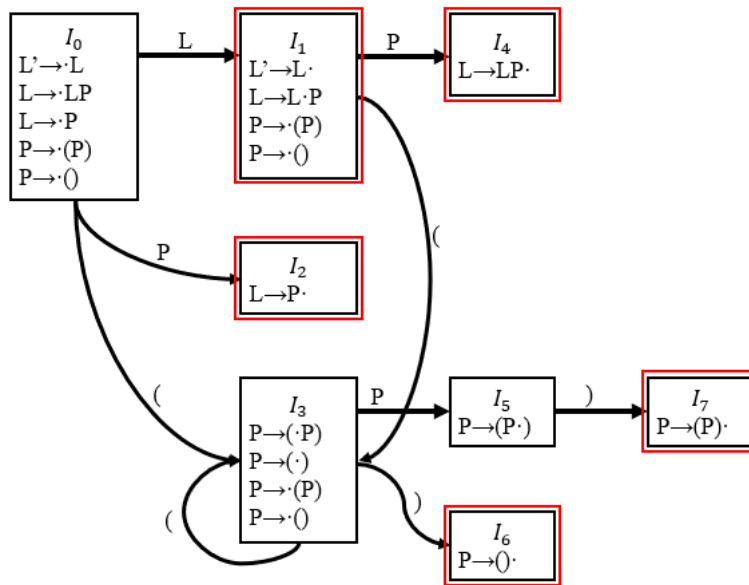 I₀
L'→·L
L→·LP
L→·P
P→·(P)
P→·()
L
I₁
L'→L·
L→L·P
P→·(P)
P→·()
P
I₄
L→LP·
(
P
I₂
L→P·
(
I₃
P→(·P)
P→(·)
P→·(P)
P→·()
P
I₅
P→(P·)
)
I₇
P→(P)·
(
)
I₆
P→()·